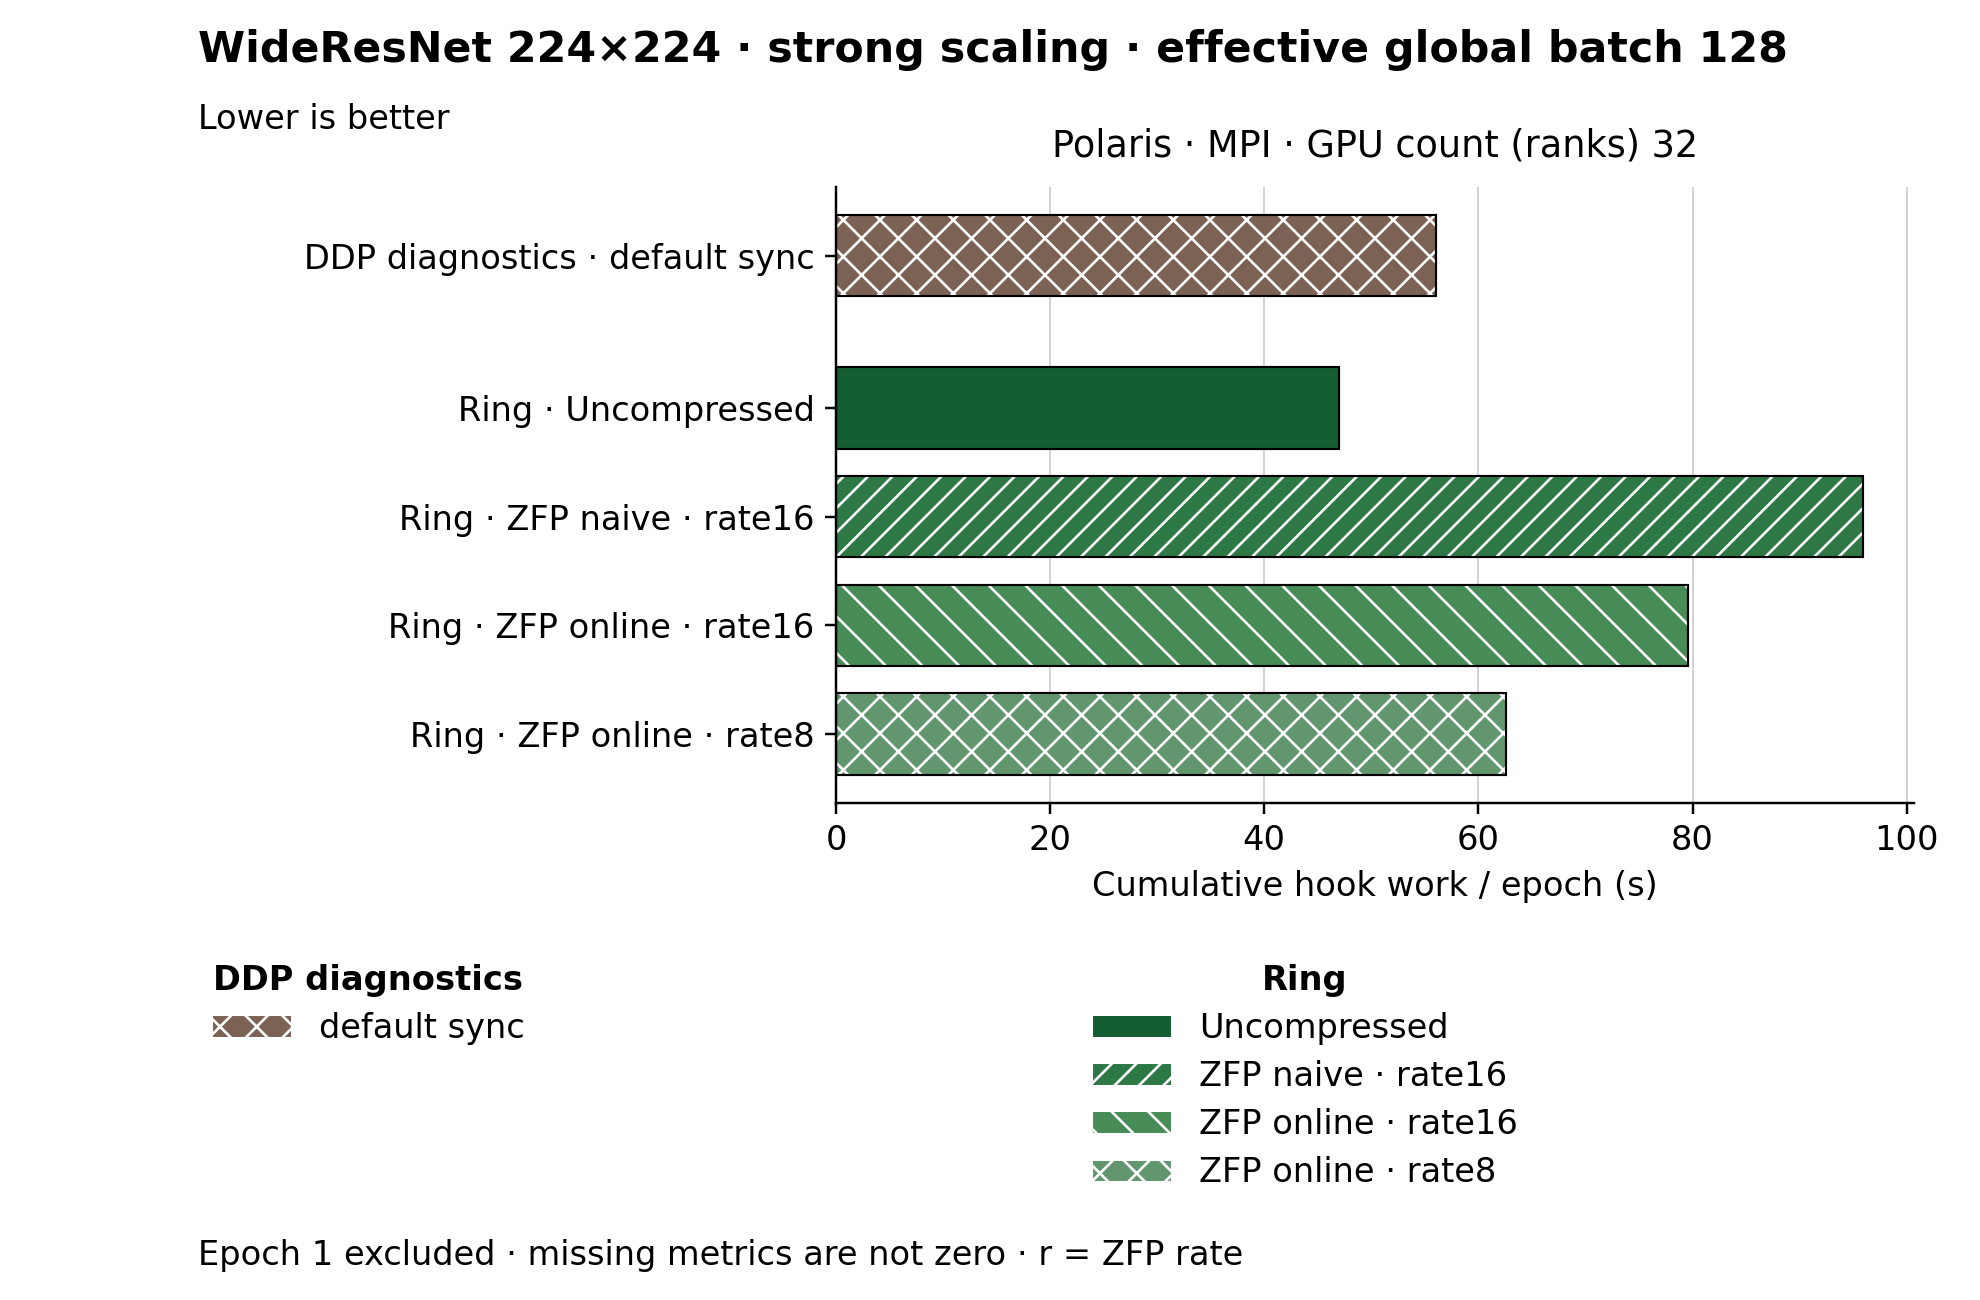 WideResNet 224×224 · strong scaling · effective global batch 128
Lower is better
Polaris · MPI · GPU count (ranks) 32
DDP diagnostics · default sync
Ring · Uncompressed
Ring · ZFP naive · rate16
Ring · ZFP online · rate16
Ring · ZFP online · rate8
0 20 40 60 80 100
Cumulative hook work / epoch (s)
DDP diagnostics
default sync
Ring
Uncompressed
ZFP naive · rate16
ZFP online · rate16
ZFP online · rate8
Epoch 1 excluded · missing metrics are not zero · r = ZFP rate